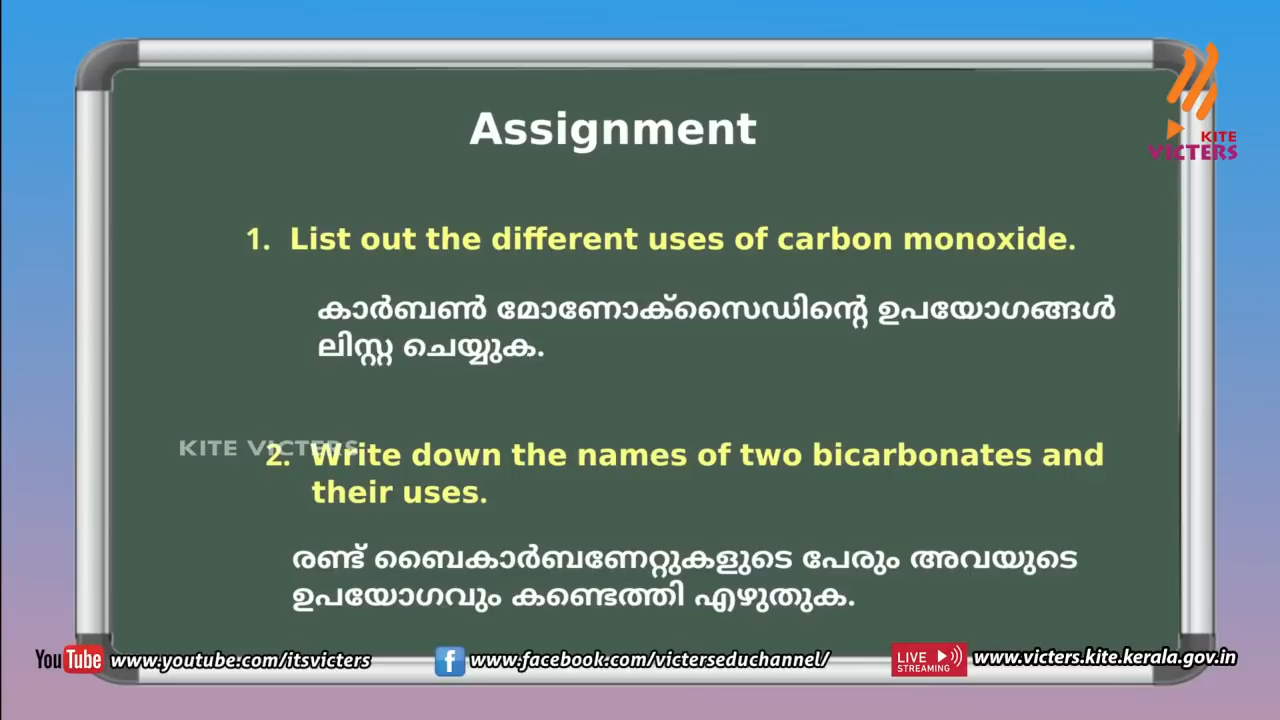 Assignment
KITE
VICTERS
1. List out the different uses of carbon monoxide.
കാർബൺ മോണോക്സൈഡിന്റെ ഉപയോഗങ്ങൾ
ലിസ്റ്റ ചെയ്യുക.
KITE VICTERS
2. Write down the names of two bicarbonates and
their uses.
രണ്ട് ബൈകാർബണേറ്റുകളുടെ പേരും അവയുടെ
ഉപയോഗവും കണ്ടെത്തി എഴുതുക.
YouTube www.youtube.com/itsvicters
f www.facebook.com/victerseduchannel/
LIVE STREAMING www.victers.kite.kerala.gov.in